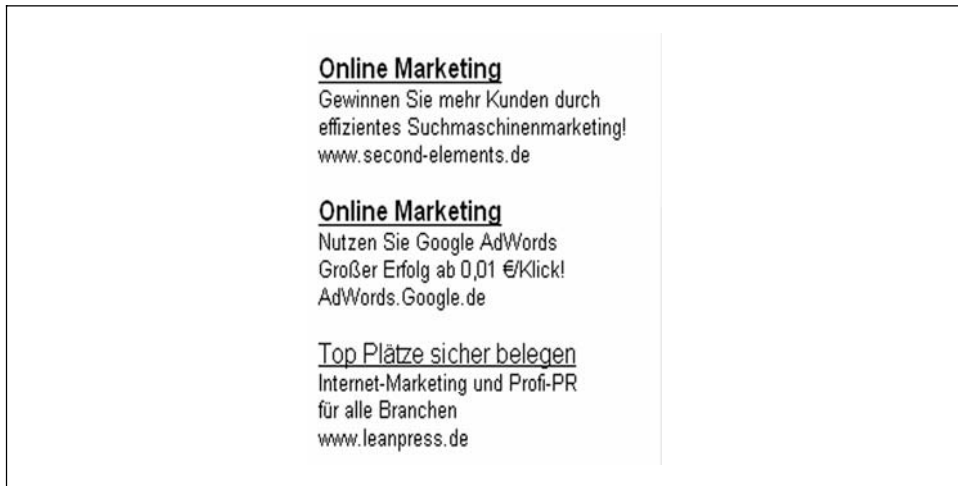 Online Marketing
Gewinnen Sie mehr Kunden durch
effizientes Suchmaschinenmarketing!
www.second-elements.de
Online Marketing
Nutzen Sie Google AdWords
Großer Erfolg ab 0,01 €/Klick!
AdWords.Google.de
Top Plätze sicher belegen
Internet-Marketing und Profi-PR
für alle Branchen
www.leanpress.de